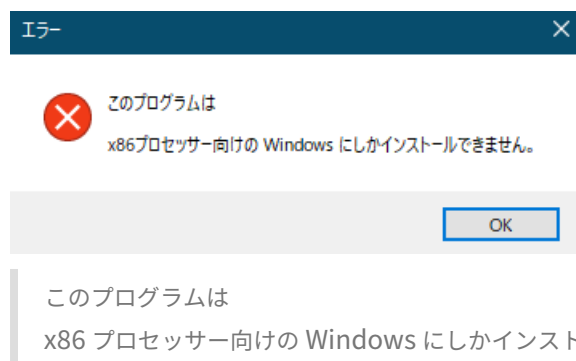 エラー
このプログラムは
x86プロセッサー向けの Windows にしかインストールできません。
OK
このプログラムは
x86 プロセッサー向けの Windows にしかインスト